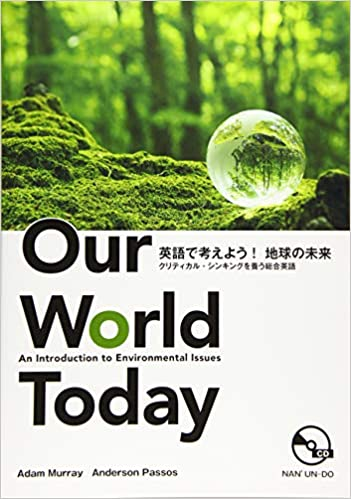 Our
英語で考えよう! 地球の未来
クリティカル・シンキングを養う総合英語
World
An Introduction to Environmental Issues
Today
CD
Adam Murray Anderson Passos
NAN' UN-DO